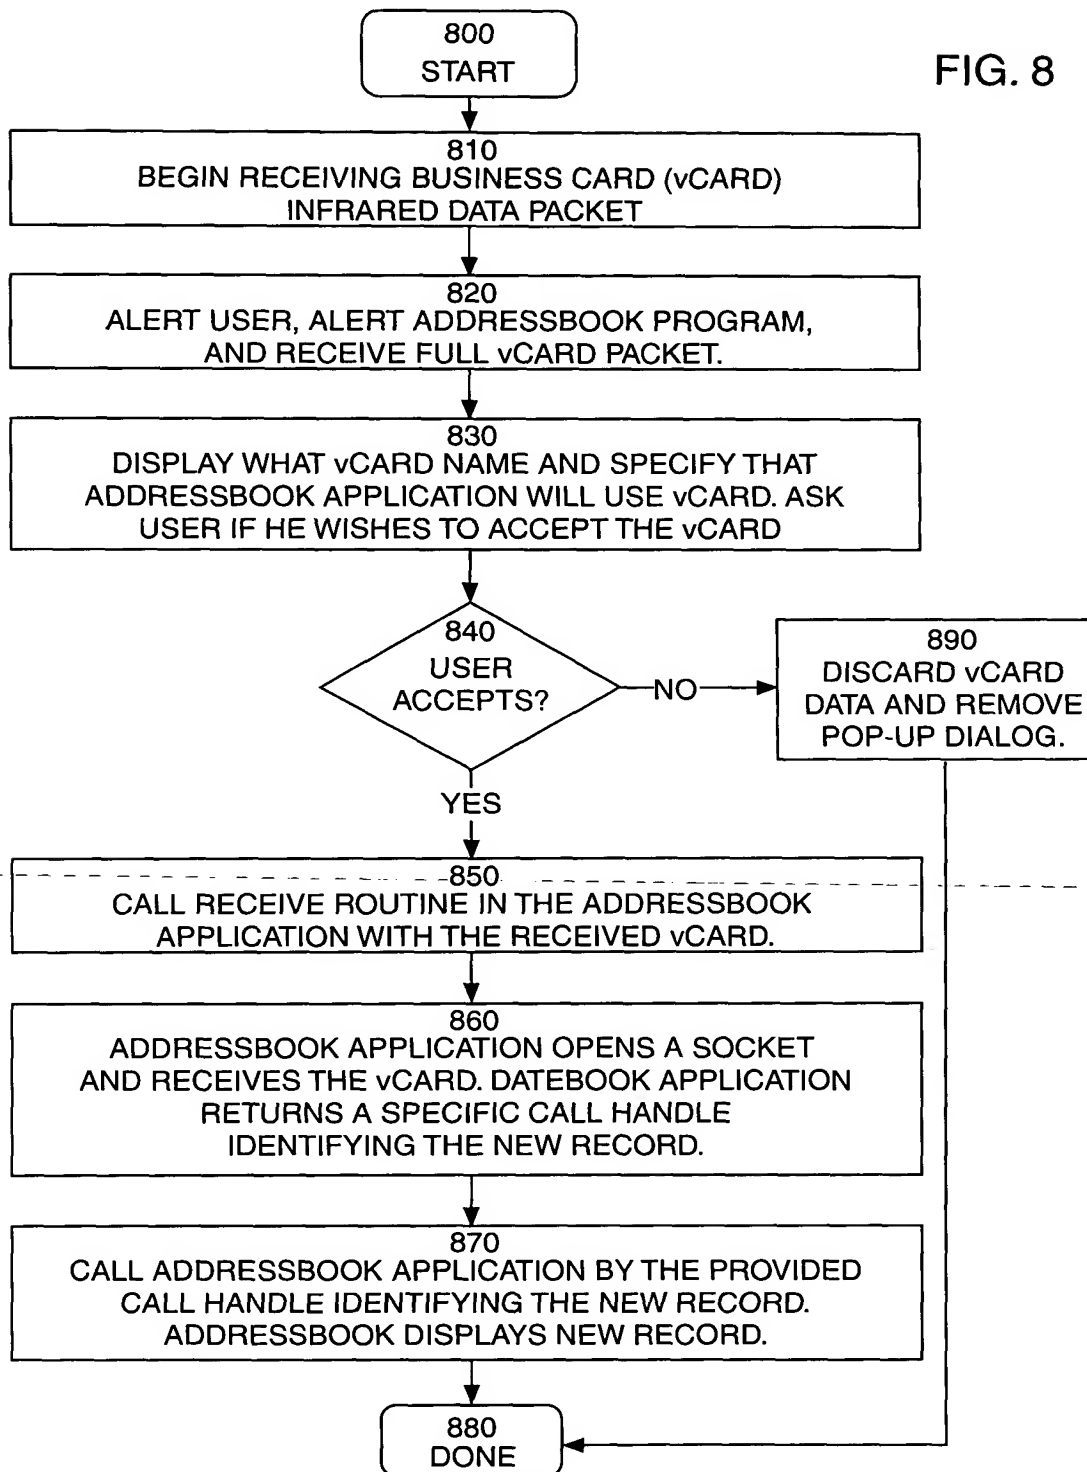 800
START
FIG. 8
810
BEGIN RECEIVING BUSINESS CARD (vCARD)
INFRARED DATA PACKET
820
ALERT USER, ALERT ADDRESSBOOK PROGRAM,
AND RECEIVE FULL vCARD PACKET.
830
DISPLAY WHAT vCARD NAME AND SPECIFY THAT
ADDRESSBOOK APPLICATION WILL USE vCARD. ASK
USER IF HE WISHES TO ACCEPT THE vCARD
840
USER
ACCEPTS?
NO
890
DISCARD vCARD
DATA AND REMOVE
POP-UP DIALOG.
YES
850
CALL RECEIVE ROUTINE IN THE ADDRESSBOOK
APPLICATION WITH THE RECEIVED vCARD.
860
ADDRESSBOOK APPLICATION OPENS A SOCKET
AND RECEIVES THE vCARD. DATEBOOK APPLICATION
RETURNS A SPECIFIC CALL HANDLE
IDENTIFYING THE NEW RECORD.
870
CALL ADDRESSBOOK APPLICATION BY THE PROVIDED
CALL HANDLE IDENTIFYING THE NEW RECORD.
ADDRESSBOOK DISPLAYS NEW RECORD.
880
DONE